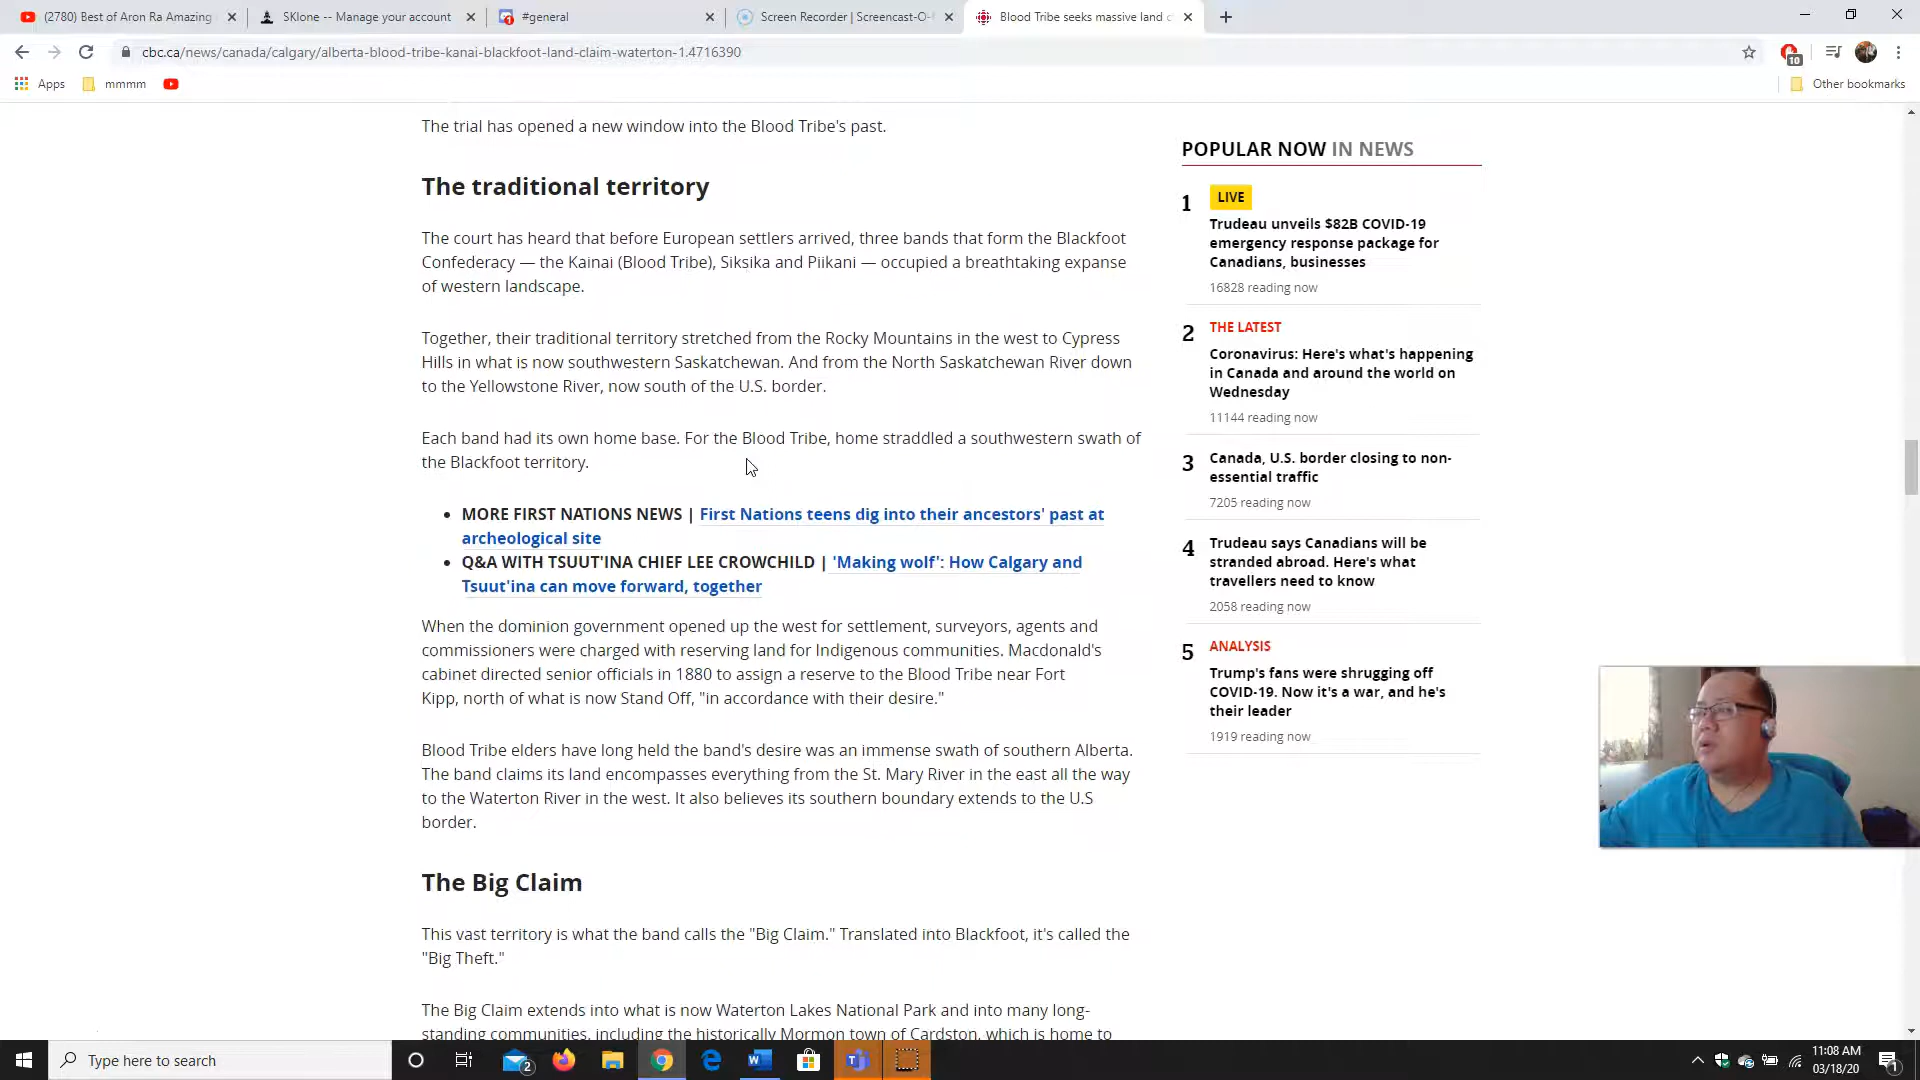 (2780) Best of Aron Ra Amazing
SKlone -- Manage your account
#general
Screen Recorder | Screencast-O-
Blood Tribe seeks massive land c
cbc.ca/news/canada/calgary/alberta-blood-tribe-kanai-blackfoot-land-claim-waterton-1.4716390
10
Apps
mmmm
Other bookmarks
The trial has opened a new window into the Blood Tribe's past.
The traditional territory
The court has heard that before European settlers arrived, three bands that form the Blackfoot
Confederacy — the Kainai (Blood Tribe), Siksika and Piikani — occupied a breathtaking expanse
of western landscape.
Together, their traditional territory stretched from the Rocky Mountains in the west to Cypress
Hills in what is now southwestern Saskatchewan. And from the North Saskatchewan River down
to the Yellowstone River, now south of the U.S. border.
Each band had its own home base. For the Blood Tribe, home straddled a southwestern swath of
the Blackfoot territory.
• MORE FIRST NATIONS NEWS | First Nations teens dig into their ancestors' past at
archeological site
• Q&A WITH TSUUT'INA CHIEF LEE CROWCHILD | 'Making wolf': How Calgary and
Tsuut'ina can move forward, together
When the dominion government opened up the west for settlement, surveyors, agents and
commissioners were charged with reserving land for Indigenous communities. Macdonald's
cabinet directed senior officials in 1880 to assign a reserve to the Blood Tribe near Fort
Kipp, north of what is now Stand Off, "in accordance with their desire."
Blood Tribe elders have long held the band's desire was an immense swath of southern Alberta.
The band claims its land encompasses everything from the St. Mary River in the east all the way
to the Waterton River in the west. It also believes its southern boundary extends to the U.S
border.
The Big Claim
This vast territory is what the band calls the "Big Claim." Translated into Blackfoot, it's called the
"Big Theft."
The Big Claim extends into what is now Waterton Lakes National Park and into many long-
standing communities, including the historically Mormon town of Cardston, which is home to
POPULAR NOW IN NEWS
1
LIVE
Trudeau unveils $82B COVID-19
emergency response package for
Canadians, businesses
16828 reading now
2
THE LATEST
Coronavirus: Here's what's happening
in Canada and around the world on
Wednesday
11144 reading now
3
Canada, U.S. border closing to non-
essential traffic
7205 reading now
4
Trudeau says Canadians will be
stranded abroad. Here's what
travellers need to know
2058 reading now
5
ANALYSIS
Trump's fans were shrugging off
COVID-19. Now it's a war, and he's
their leader
1919 reading now
Type here to search
2
11:08 AM
03/18/20
1